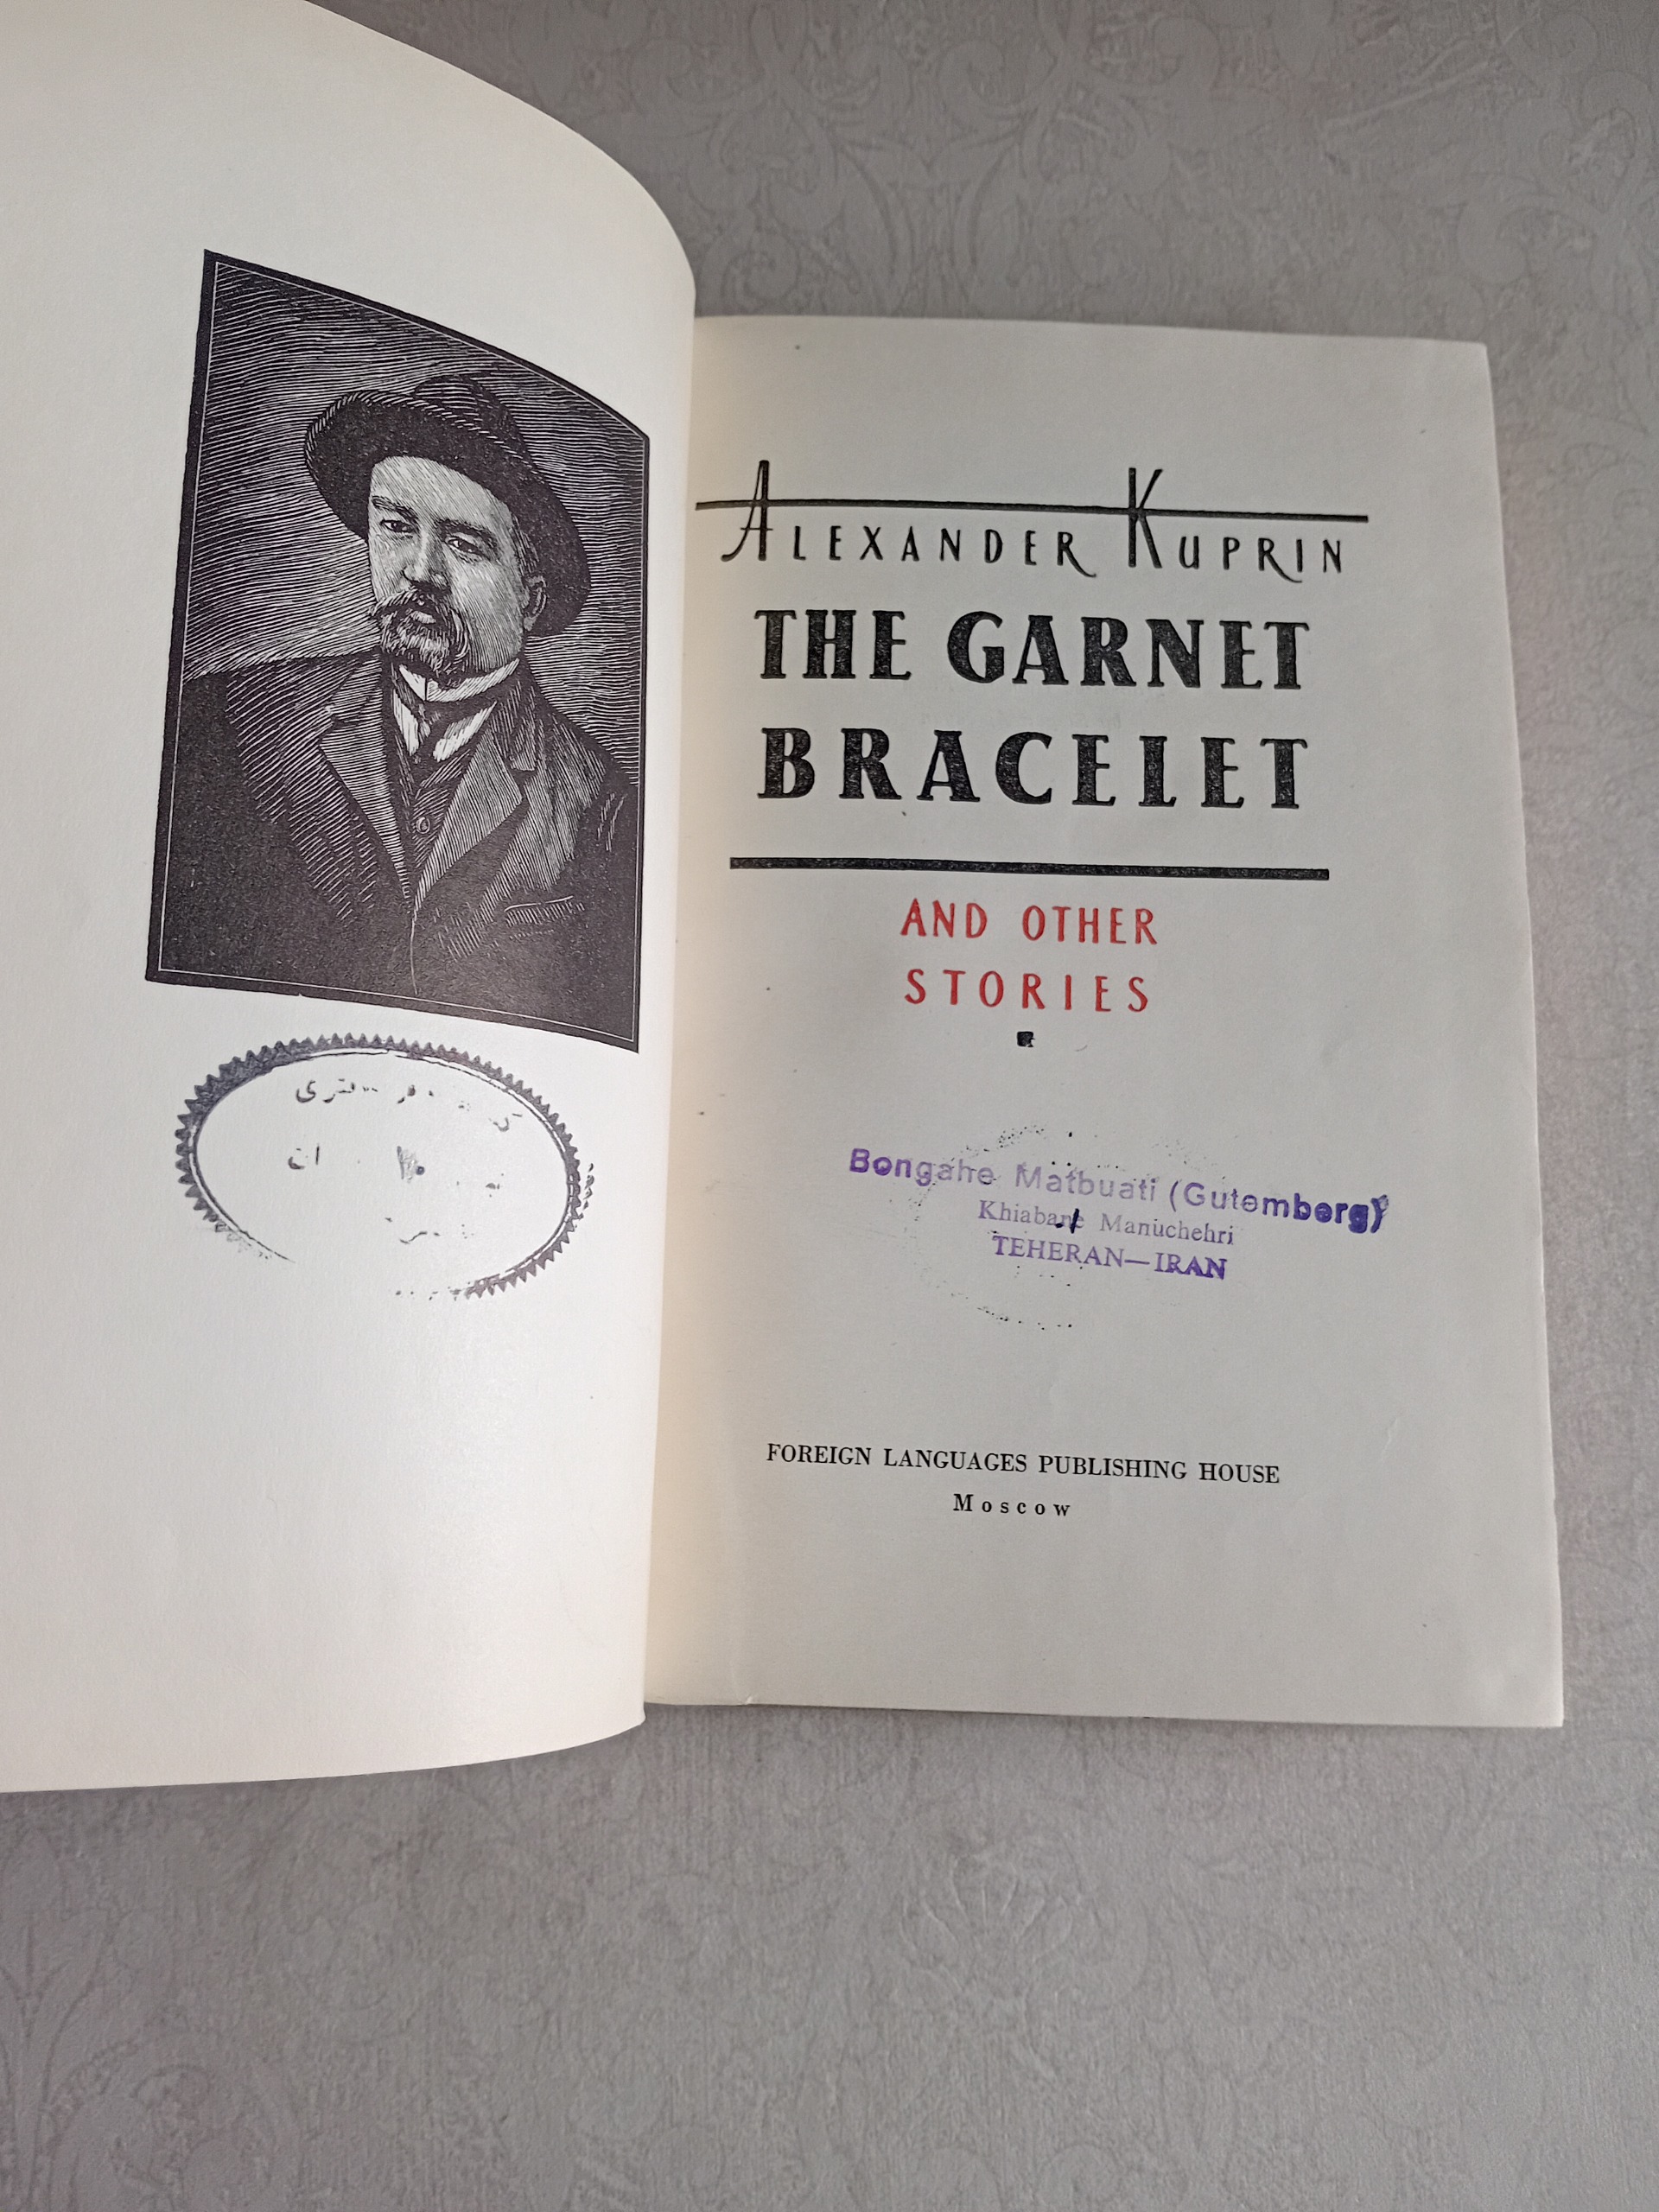 ALEXANDER KUPRIN
THE GARNET
BRACELET
AND OTHER
STORIES
Bongahe Matbuati (Gutemberg)
Khiabane Manuchehri
TEHERAN—IRAN
FOREIGN LANGUAGES PUBLISHING HOUSE
Moscow